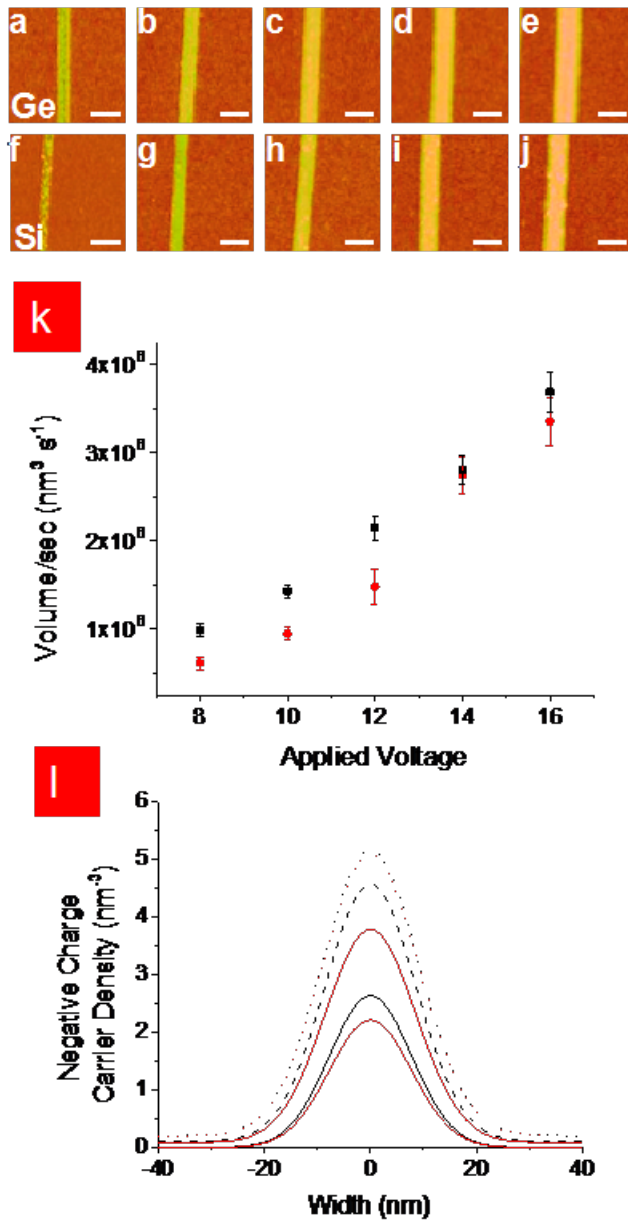 a b c d e
Ge
f g h i j
Si
k
4x10⁶
3x10⁶
2x10⁶
1x10⁶
Volume/sec (nm³ s⁻¹)
8 10 12 14 16
Applied Voltage
l
6
5
4
3
2
1
0
Negative Charge
Carrier Density (nm⁻³)
-40 -20 0 20 40
Width (nm)